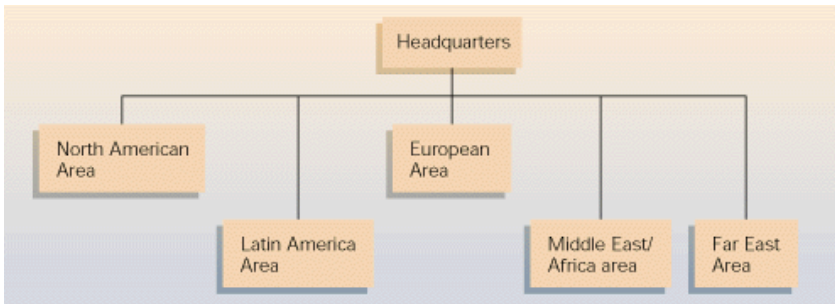 Headquarters
North American
Area
European
Area
Latin America
Area
Middle East/
Africa area
Far East
Area